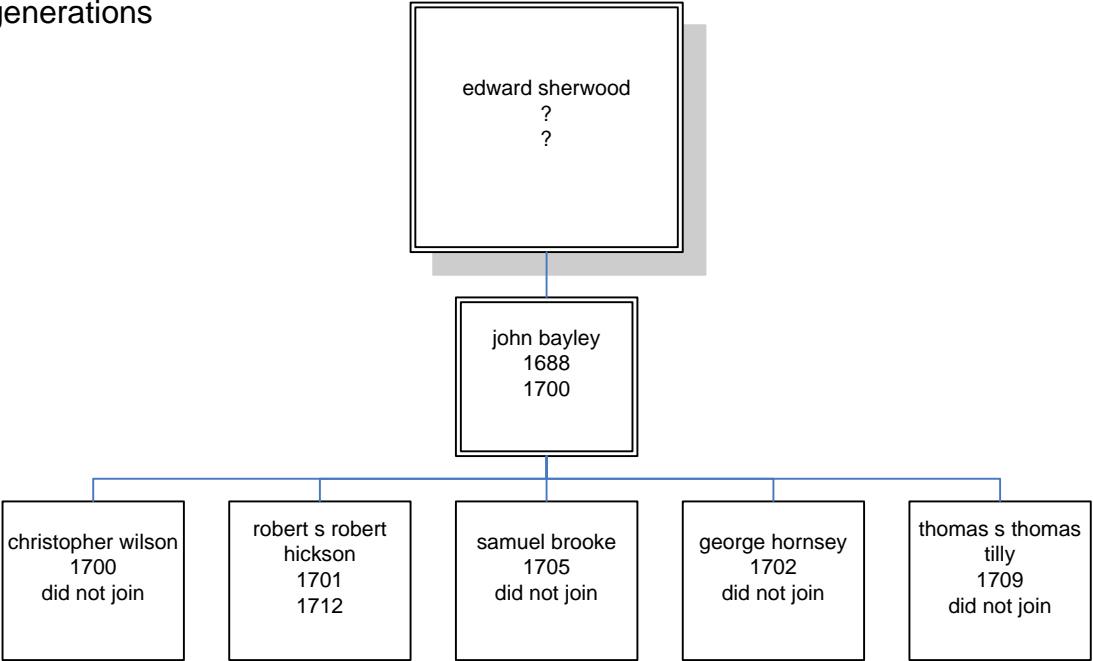 generations
edward sherwood
?
?
john bayley
1688
1700
christopher wilson
1700
did not join
robert s robert
hickson
1701
1712
samuel brooke
1705
did not join
george hornsey
1702
did not join
thomas s thomas
tilly
1709
did not join